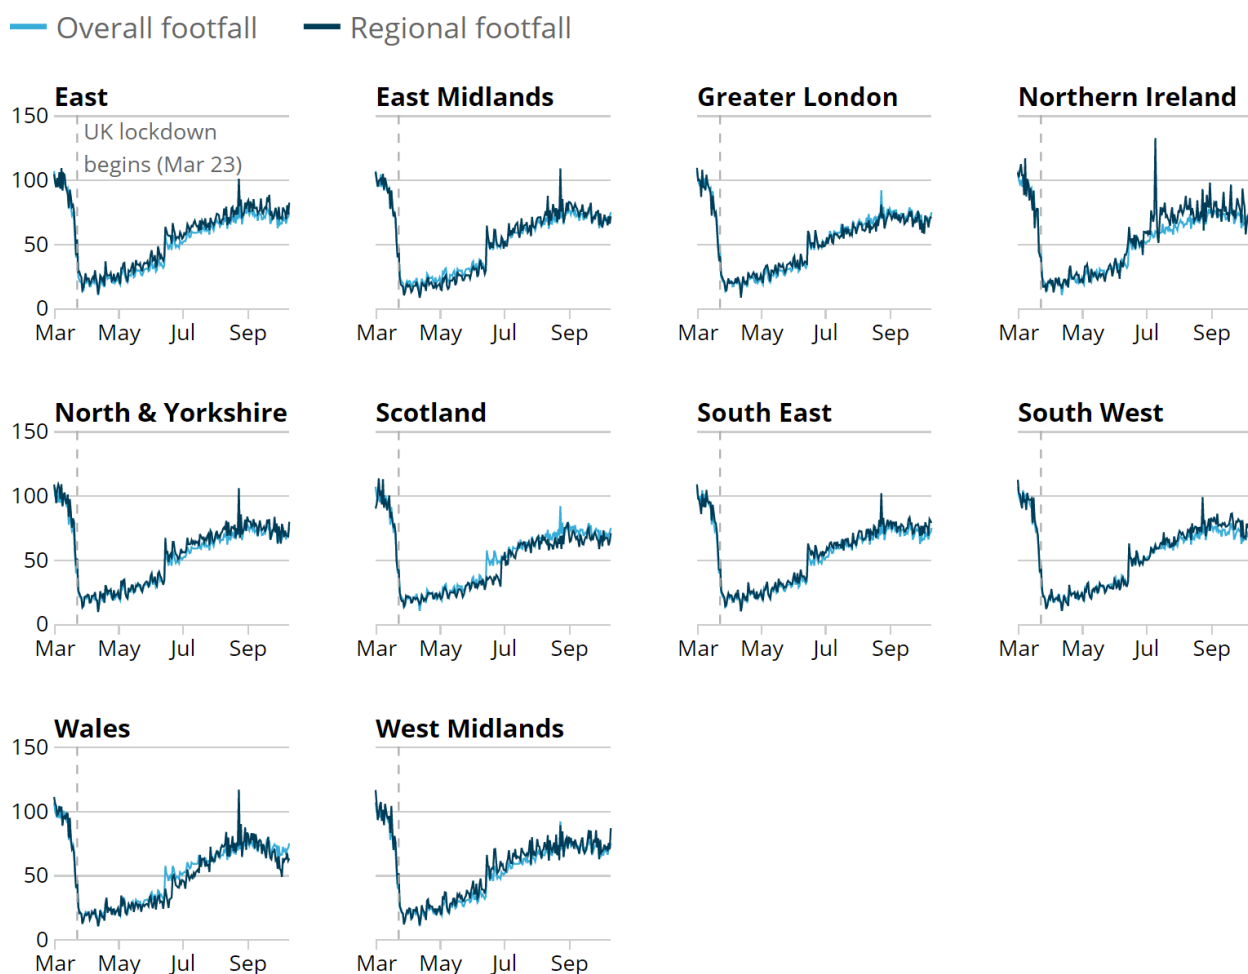 Overall footfall Regional footfall
East East Midlands Greater London Northern Ireland
150
UK lockdown
begins (Mar 23)
100
50
0
Mar May Jul Sep Mar May Jul Sep Mar May Jul Sep Mar May Jul Sep
North & Yorkshire Scotland South East South West
150
100
50
0
Mar May Jul Sep Mar May Jul Sep Mar May Jul Sep Mar May Jul Sep
Wales West Midlands
150
100
50
0
Mar May Jul Sep Mar May Jul Sep